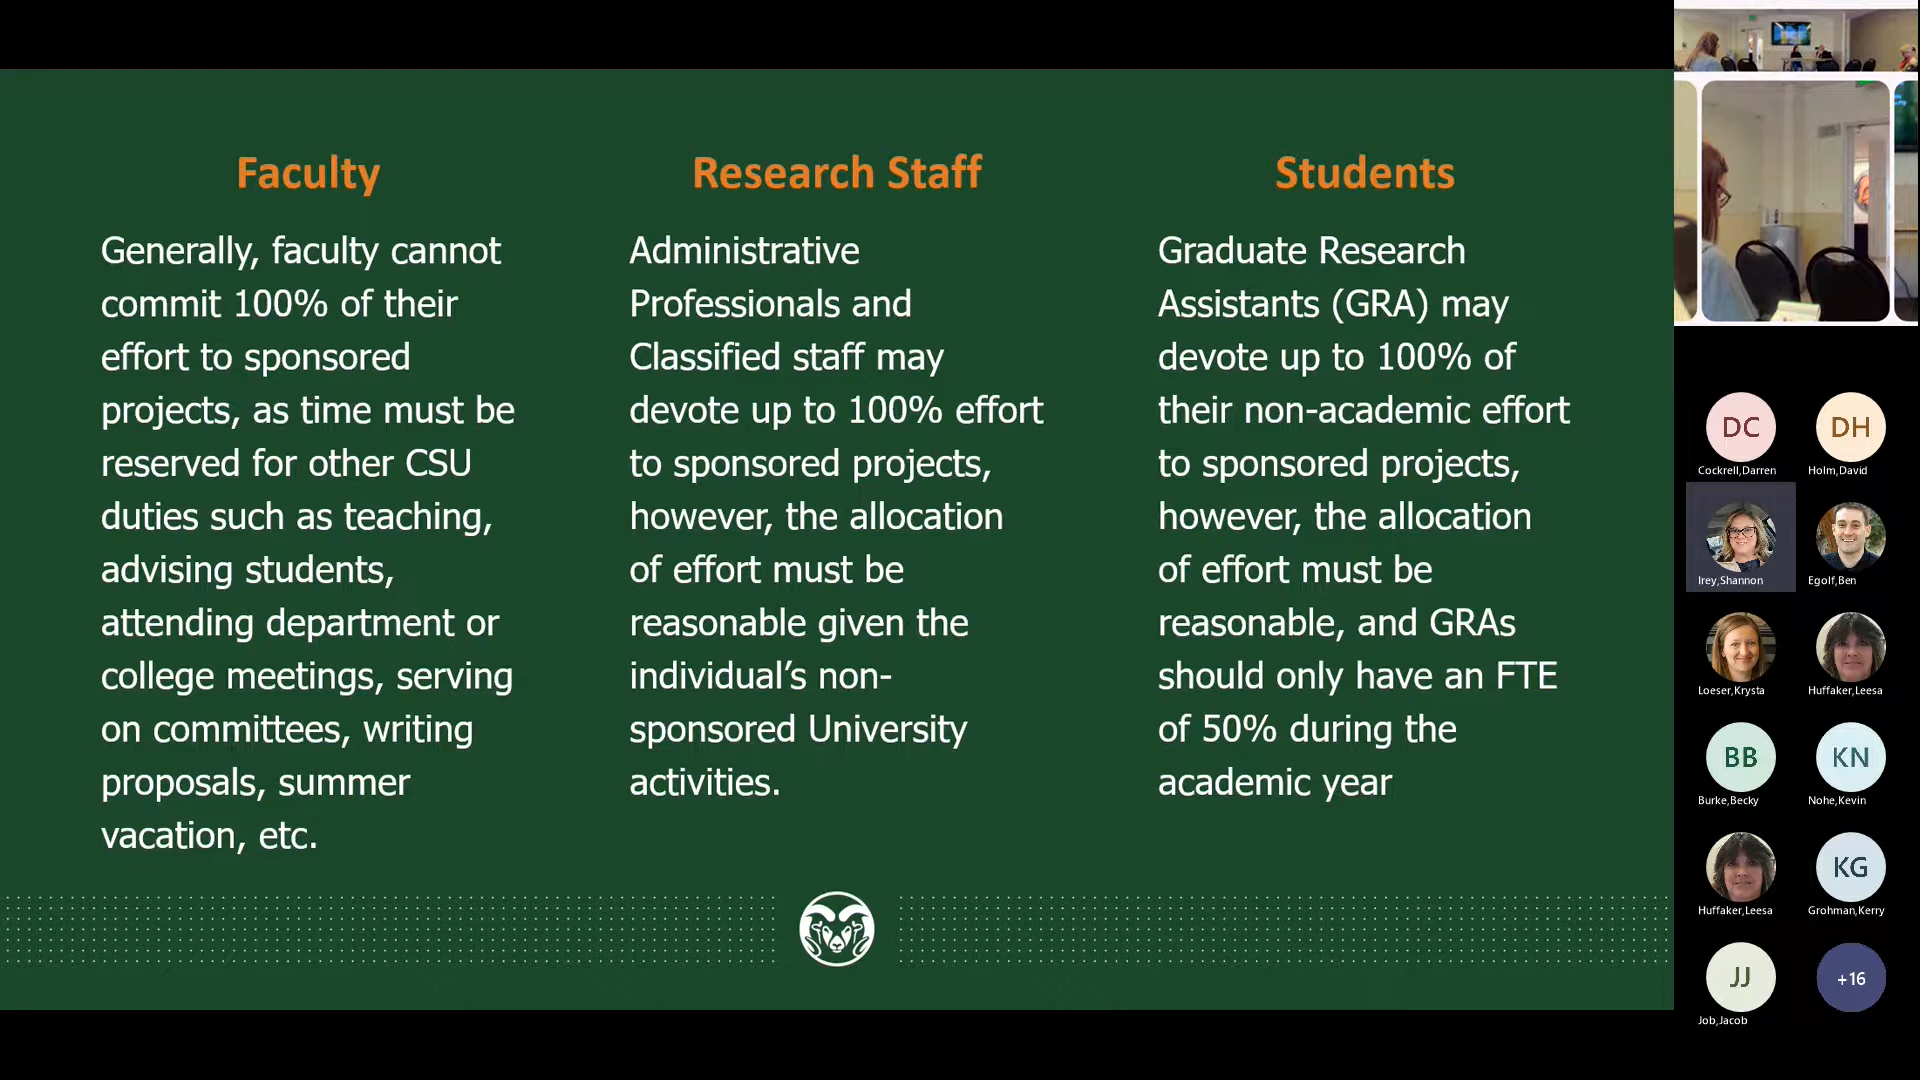 Faculty
Generally, faculty cannot
commit 100% of their
effort to sponsored
projects, as time must be
reserved for other CSU
duties such as teaching,
advising students,
attending department or
college meetings, serving
on committees, writing
proposals, summer
vacation, etc.
Research Staff
Administrative
Professionals and
Classified staff may
devote up to 100% effort
to sponsored projects,
however, the allocation
of effort must be
reasonable given the
individual’s non-
sponsored University
activities.
Students
Graduate Research
Assistants (GRA) may
devote up to 100% of
their non-academic effort
to sponsored projects,
however, the allocation
of effort must be
reasonable, and GRAs
should only have an FTE
of 50% during the
academic year
DC
Cockrell,Darren
DH
Holm,David
Irey,Shannon
Egolf,Ben
Loeser,Krysta
Huffaker,Leesa
BB
Burke,Becky
KN
Nohe,Kevin
Huffaker,Leesa
KG
Grohman,Kerry
JJ
Job,Jacob
+16